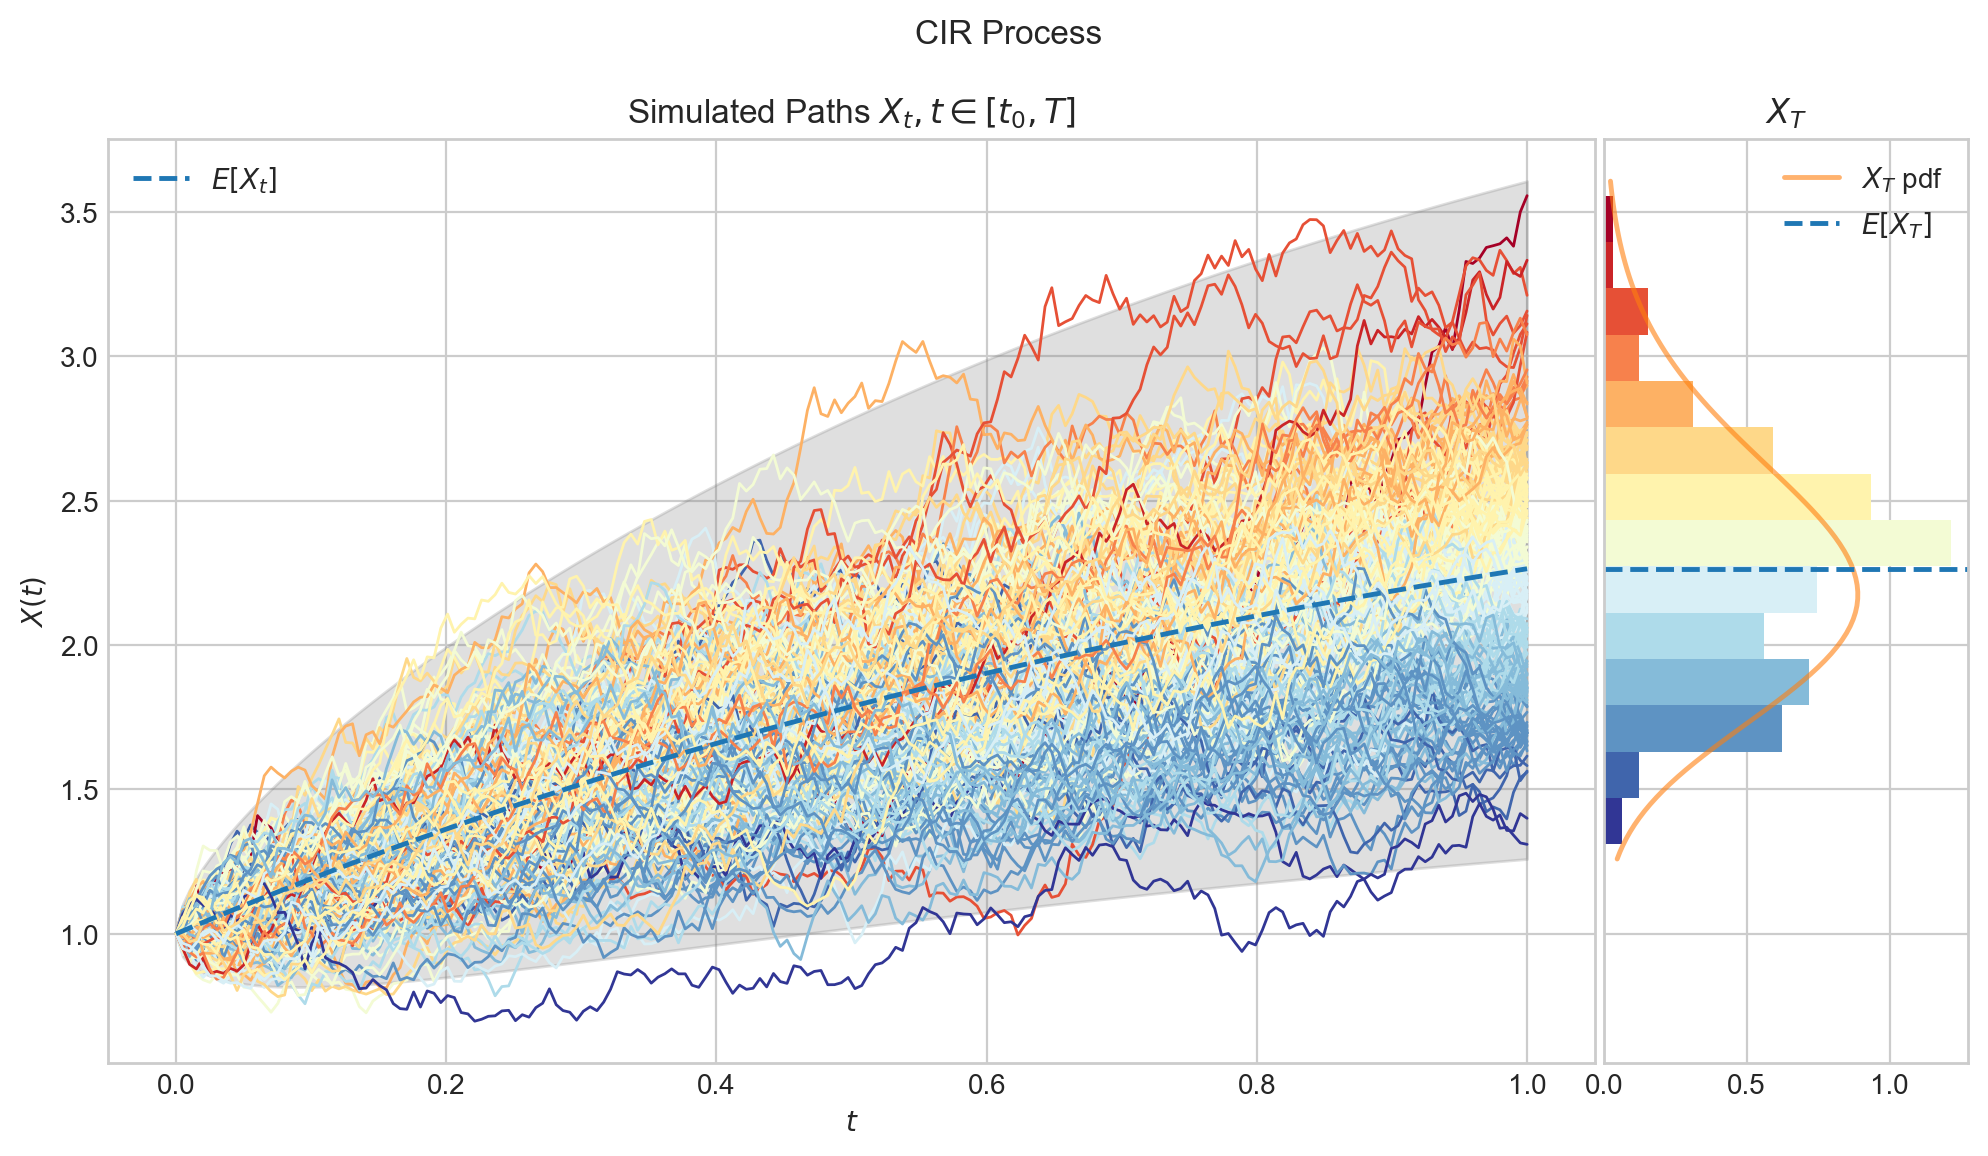 CIR Process
Simulated Paths $X_t, t \in [t_0, T]$
$X_T$
$E[X_t]$
$X_T$ pdf
$E[X_T]$
3.5
3.0
2.5
2.0
1.5
1.0
X(t)
0.0
0.2
0.4
0.6
0.8
1.0
0.0
0.5
1.0
t